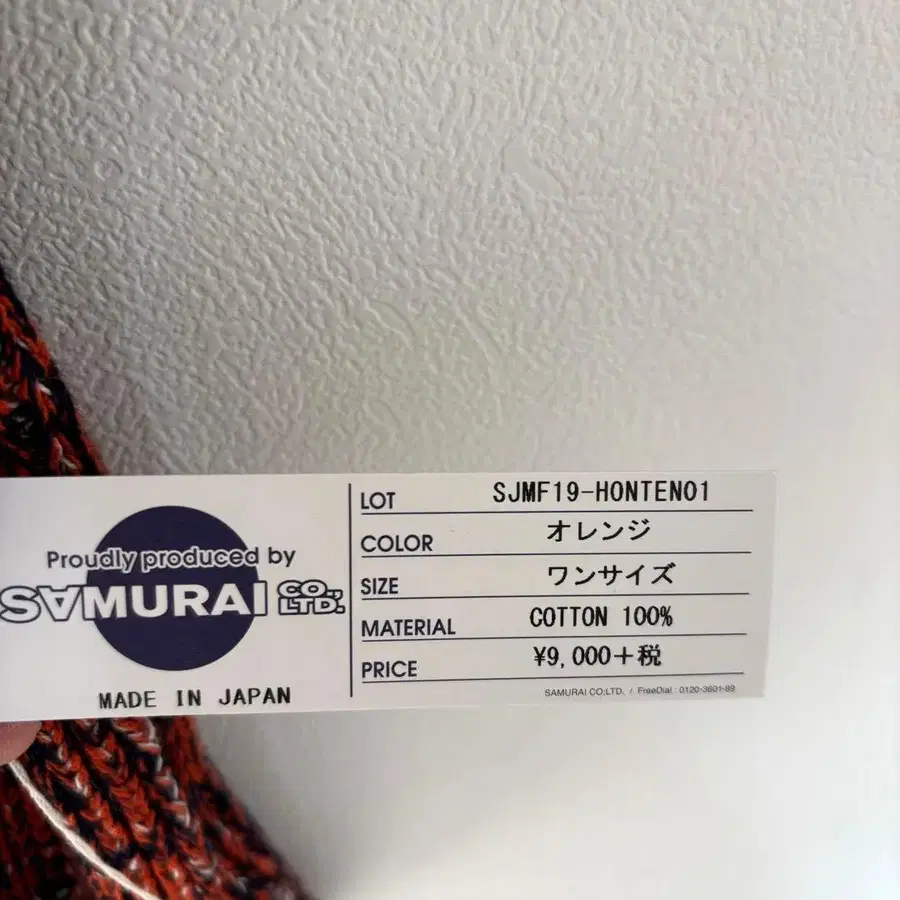 Proudly produced by
SAMURAI CO., LTD.
MADE IN JAPAN
LOT SJMF19-HONTEN01
COLOR オレンジ
SIZE ワンサイズ
MATERIAL COTTON 100%
PRICE ¥9,000+税
SAMURAI CO;LTD. / FreeDial : 0120-3601-89